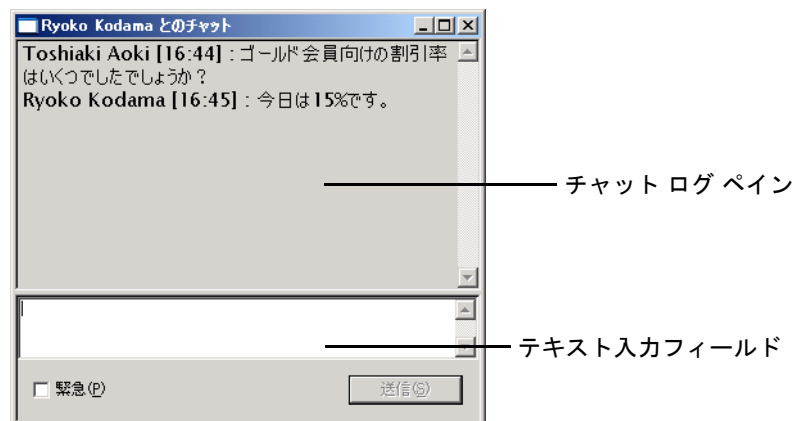 Ryoko Kodama とのチャット
Toshiaki Aoki [16:44] : ゴールド会員向けの割引率
はいくつでしたでしょうか？
Ryoko Kodama [16:45] : 今日は15%です。
チャット ログ ペイン
テキスト入力フィールド
緊急(P)
送信(S)